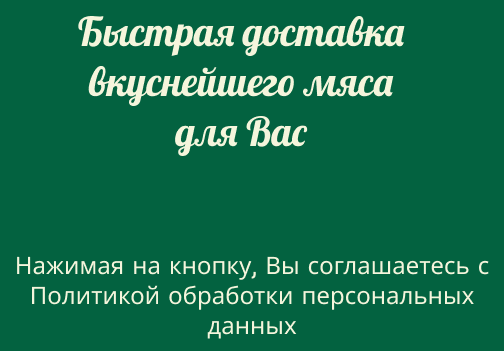 Быстрая доставка
вкуснейшего мяса
для Вас
Нажимая на кнопку, Вы соглашаетесь с
Политикой обработки персональных
данных